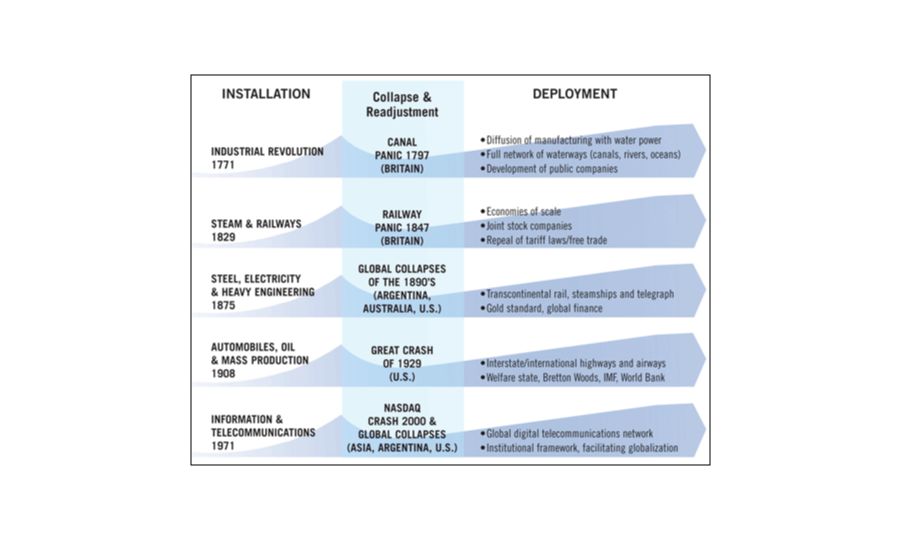 INSTALLATION
Collapse &
Readjustment
DEPLOYMENT
INDUSTRIAL REVOLUTION
1771
CANAL
PANIC 1797
(BRITAIN)
•Diffusion of manufacturing with water power
•Full network of waterways (canals, rivers, oceans)
•Development of public companies
STEAM & RAILWAYS
1829
RAILWAY
PANIC 1847
(BRITAIN)
•Economies of scale
•Joint stock companies
•Repeal of tariff laws/free trade
STEEL, ELECTRICITY
& HEAVY ENGINEERING
1875
GLOBAL COLLAPSES
OF THE 1890'S
(ARGENTINA,
AUSTRALIA, U.S.)
•Transcontinental rail, steamships and telegraph
•Gold standard, global finance
AUTOMOBILES, OIL
& MASS PRODUCTION
1908
GREAT CRASH
OF 1929
(U.S.)
•Interstate/international highways and airways
•Welfare state, Bretton Woods, IMF, World Bank
INFORMATION &
TELECOMMUNICATIONS
1971
NASDAQ
CRASH 2000 &
GLOBAL COLLAPSES
(ASIA, ARGENTINA, U.S.)
•Global digital telecommunications network
•Institutional framework, facilitating globalization